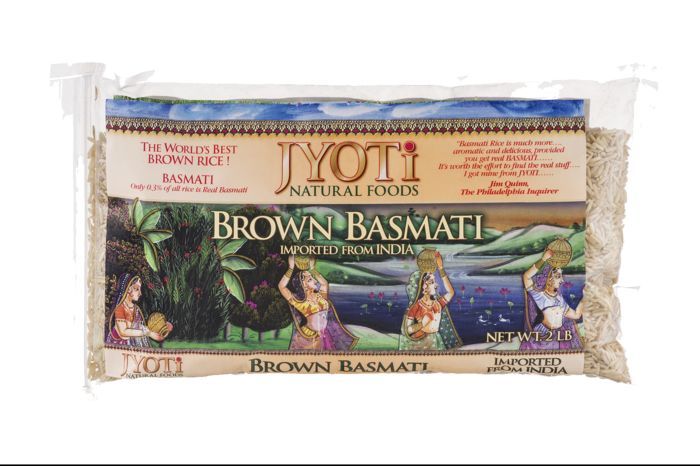 THE WORLD'S BEST
BROWN RICE !
BASMATI
Only 0.3% of all rice is Real Basmati
JYOTi
NATURAL FOODS
"Basmati Rice is much more....
aromatic and delicious, provided
you get real BASMATI......
It's worth the effort to find the real stuff....
I got mine from JYOTI......
Jim Quinn,
The Philadelphia Inquirer
BROWN BASMATI
IMPORTED FROM INDIA
NET WT. 2 LB
JYOTi
NATURAL FOODS
BROWN BASMATI
IMPORTED
FROM INDIA